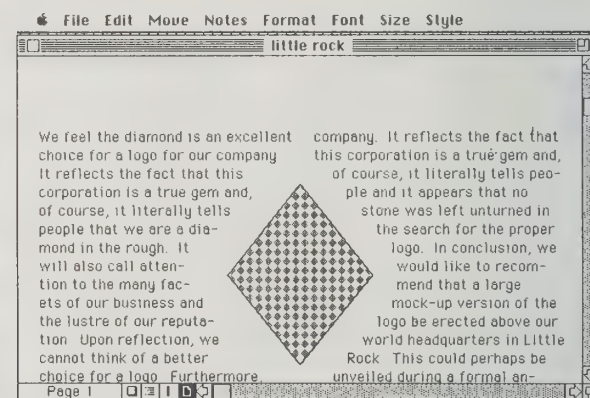 File Edit Move Notes Format Font Size Style
little rock
We feel the diamond is an excellent
choice for a logo for our company
It reflects the fact that this
corporation is a true gem and,
of course, it literally tells
people that we are a dia-
mond in the rough. It
will also call atten-
tion to the many fac-
ets of our business and
the lustre of our reputa-
tion Upon reflection, we
cannot think of a better
choice for a logo Furthermore,
company. It reflects the fact that
this corporation is a true gem and,
of course, it literally tells peo-
ple and it appears that no
stone was left unturned in
the search for the proper
logo. In conclusion, we
would like to recom-
mend that a large
mock-up version of the
logo be erected above our
world headquarters in Little
Rock This could perhaps be
unveiled during a formal an-
Page 1